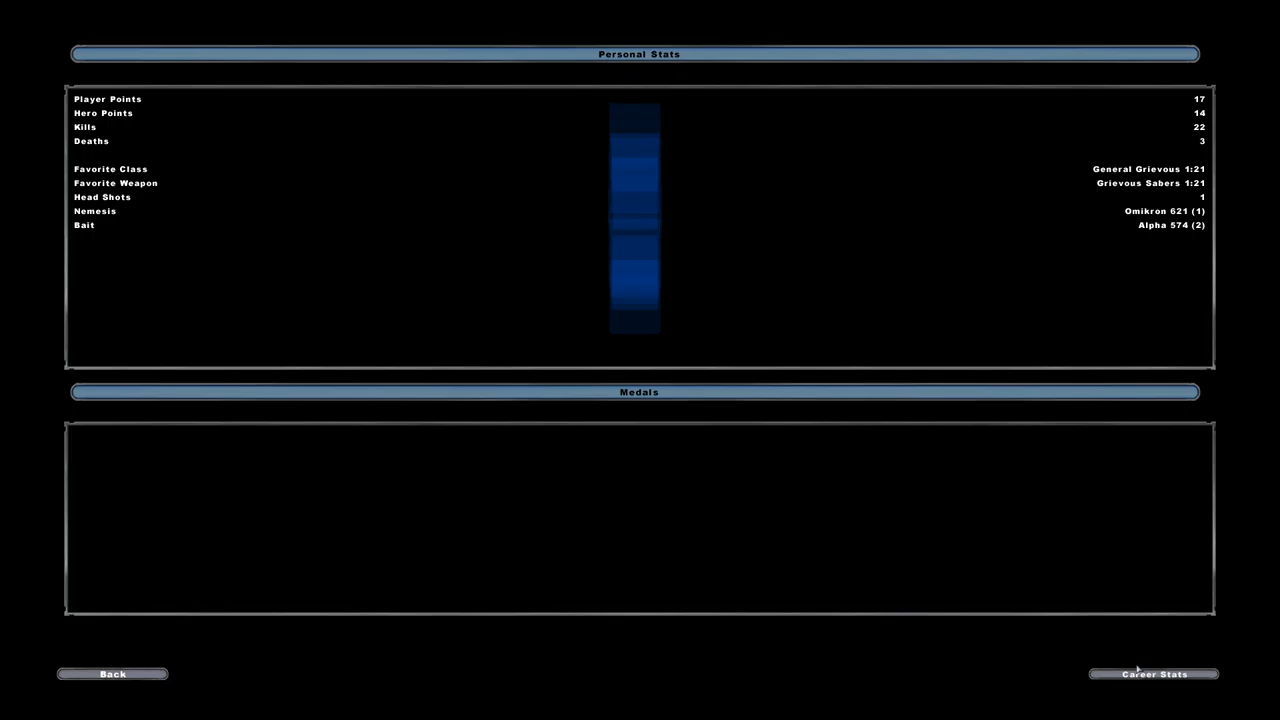 Personal Stats
Player Points 17
Hero Points 14
Kills 22
Deaths 3
Favorite Class General Grievous 1:21
Favorite Weapon Grievous Sabers 1:21
Head Shots 1
Nemesis Omikron 621 (1)
Bait Alpha 574 (2)
Medals
Back Career Stats